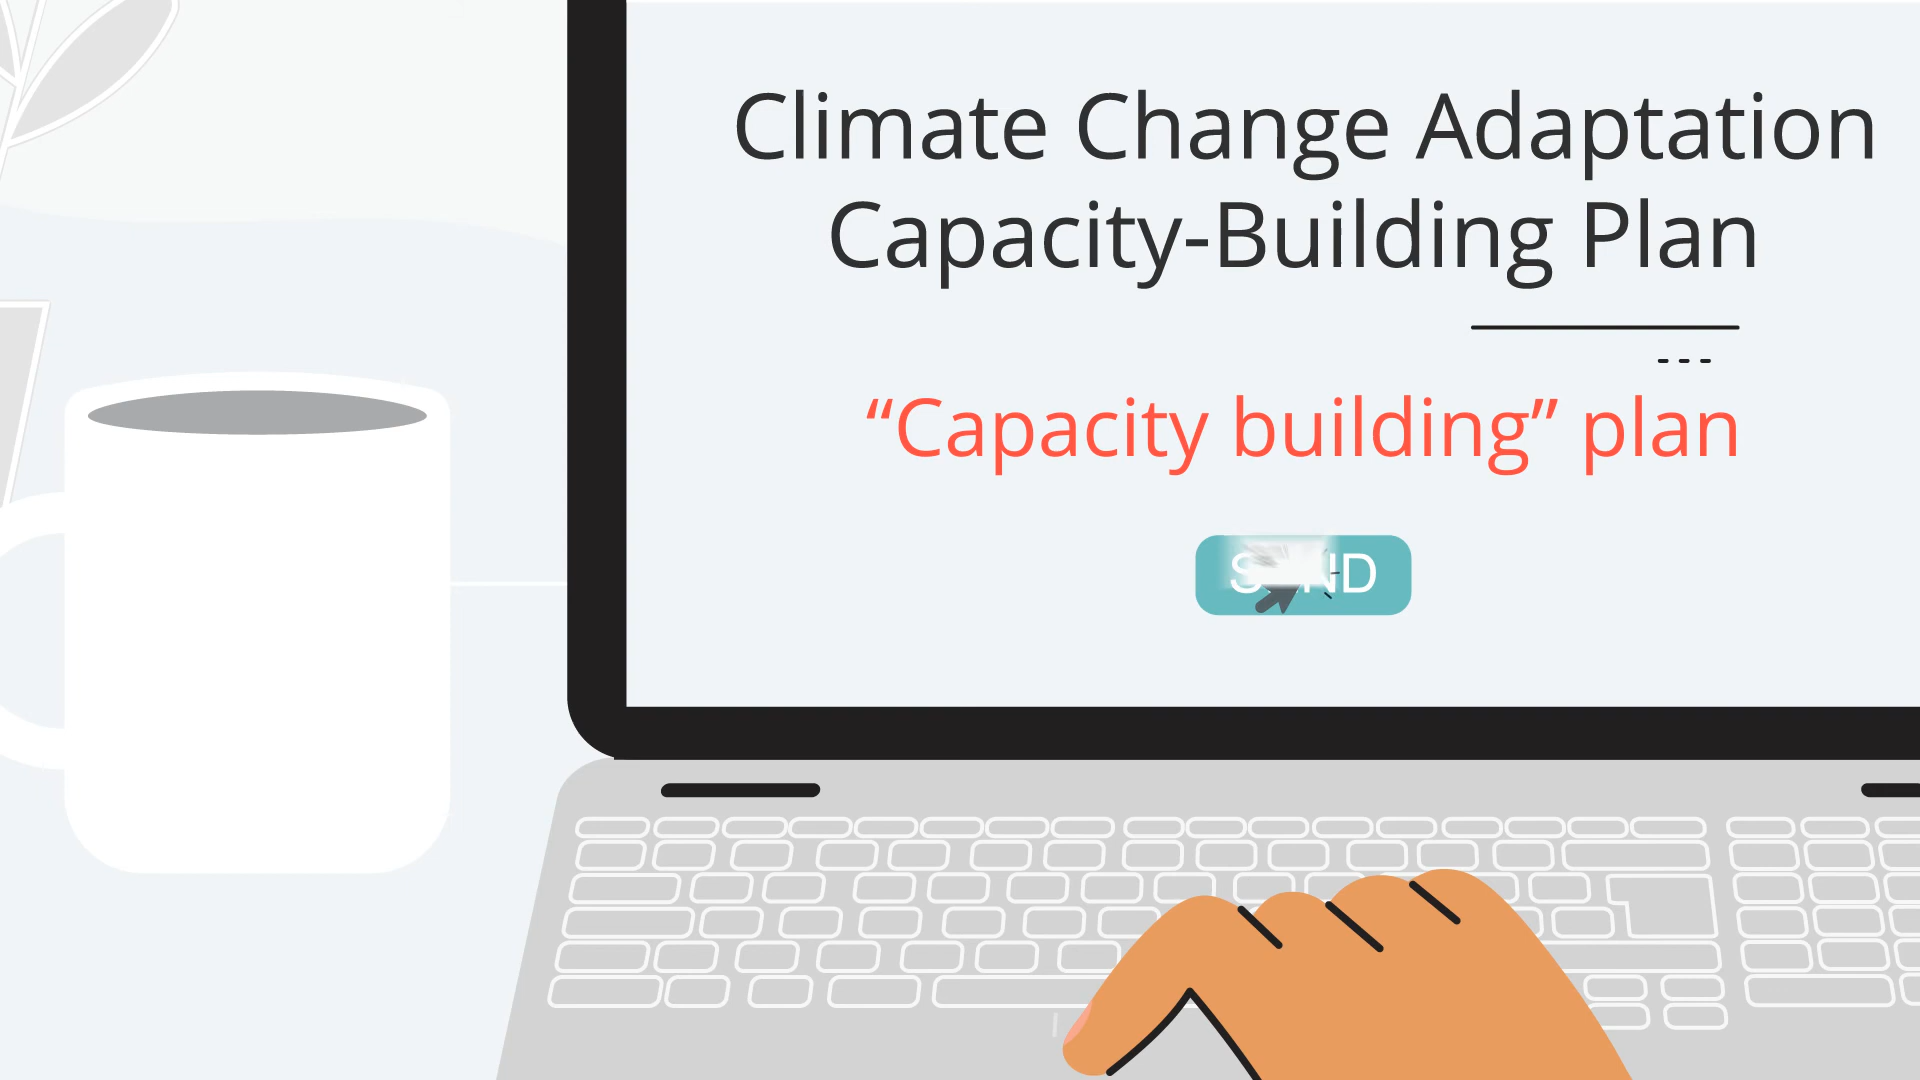 Climate Change Adaptation
Capacity-Building Plan
“Capacity building” plan